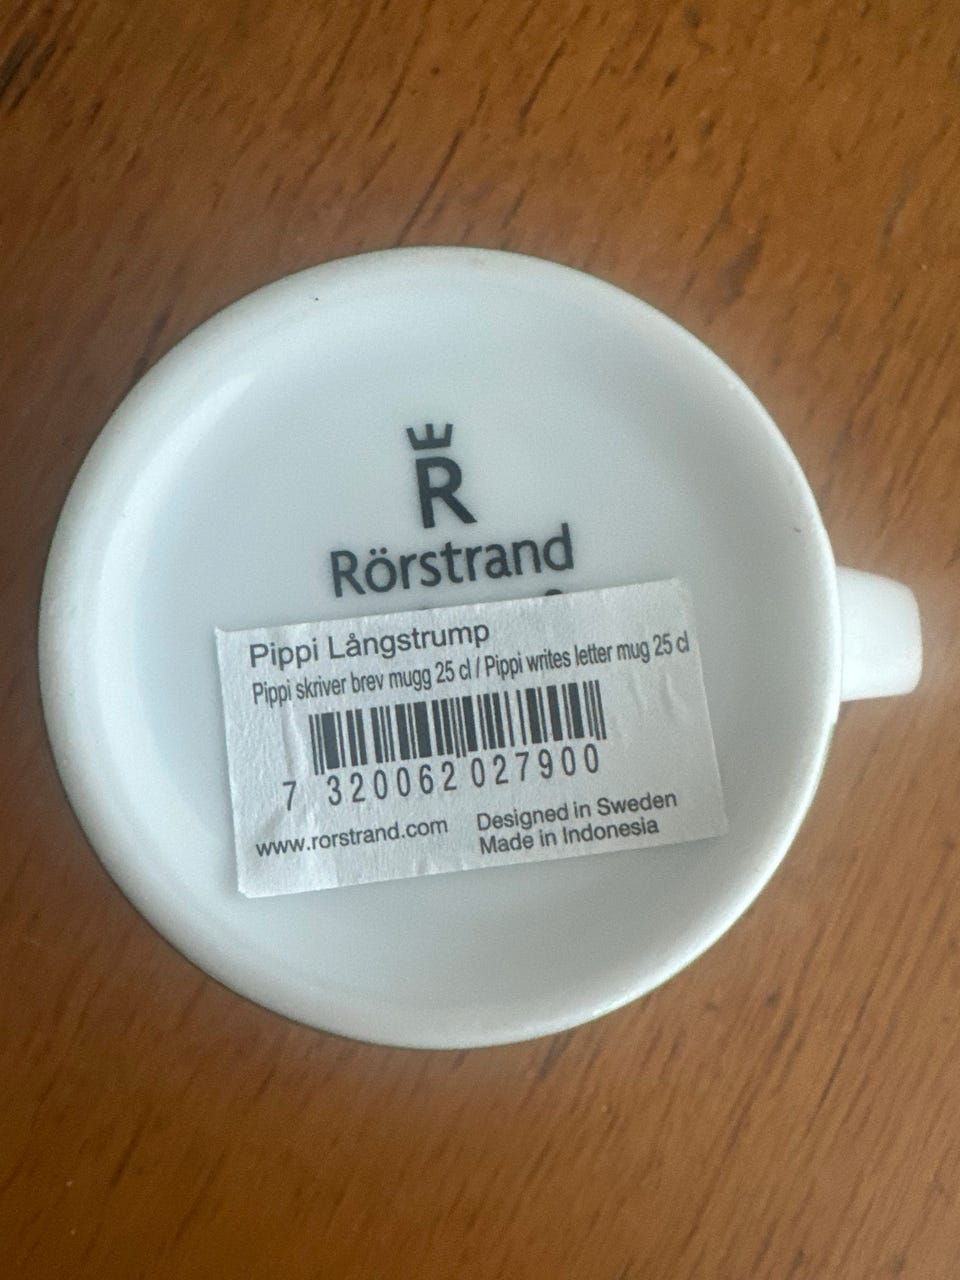 R
Rörstrand
Pippi Långstrump
Pippi skriver brev mugg 25 cl / Pippi writes letter mug 25 cl
7 320062 027900
www.rorstrand.com
Designed in Sweden
Made in Indonesia